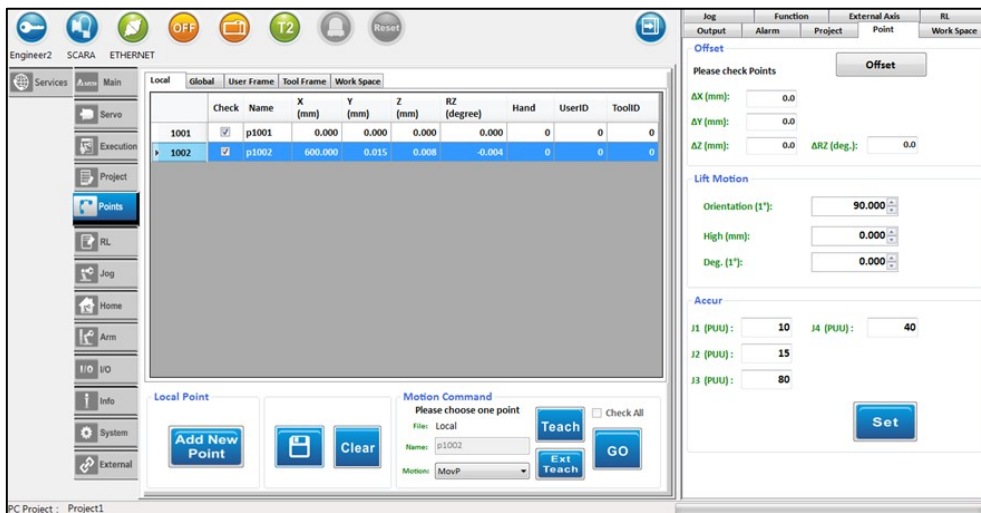 OFF
T2
Reset
Engineer2 SCARA ETHERNET
Services
Main
Servo
Execution
Project
Points
RL
Jog
Home
Arm
I/O I/O
Info
System
External
Local Global User Frame Tool Frame Work Space
Check Name X (mm) Y (mm) Z (mm) RZ (degree) Hand UserID ToolID
1001 p1001 0.000 0.000 0.000 0.000 0 0 0
1002 p1002 600.000 0.015 0.008 -0.004 0 0 0
Local Point
Add New
Point
Clear
Motion Command
Please choose one point
File: Local
Name: p1002
Motion: MovP
Teach
Ext
Teach
Check All
GO
PC Project : Project1
Jog Function External Axis RL
Output Alarm Project Point Work Space
Offset
Please check Points
Offset
ΔX (mm): 0.0
ΔY (mm): 0.0
ΔZ (mm): 0.0 ΔRZ (deg.): 0.0
Lift Motion
Orientation (1°): 90.000
High (mm): 0.000
Deg. (1°): 0.000
Accur
J1 (PUU) : 10 J4 (PUU) : 40
J2 (PUU) : 15
J3 (PUU) : 80
Set